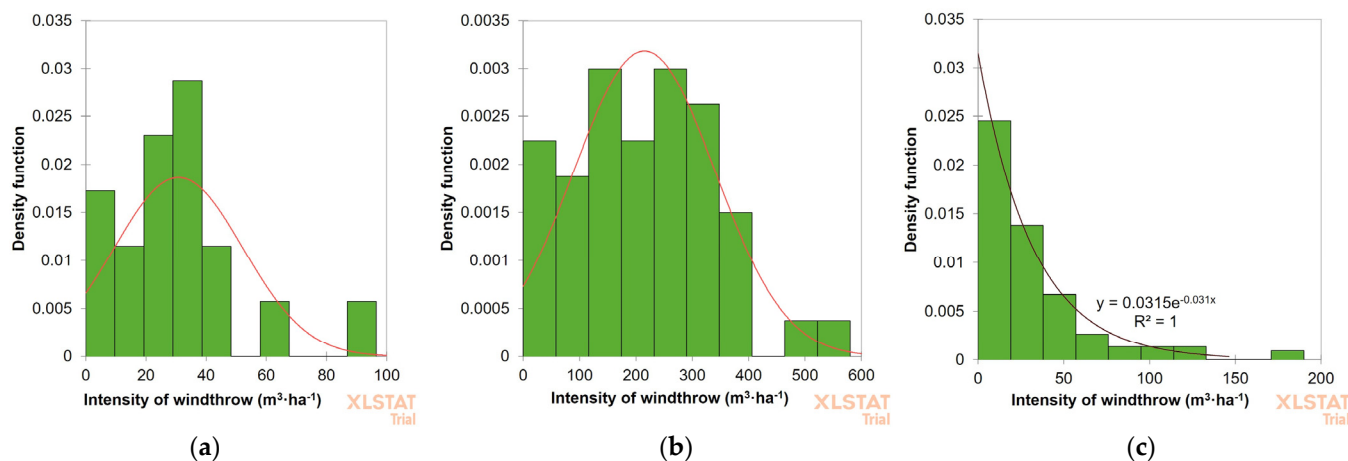 0.035
0.03
0.025
0.02
0.015
0.01
0.005
0
Density function
0 20 40 60 80 100
Intensity of windthrow (m³·ha⁻¹)
XLSTAT
Trial
(a)
0.035
0.003
0.0025
0.002
0.0015
0.001
0.005
0
Density function
0 100 200 300 400 500 600
Intensity of windthrow (m³·ha⁻¹)
XLSTAT
Trial
(b)
0.035
0.03
0.025
0.02
0.015
0.01
0.005
0
Density function
y = 0.0315e⁻⁰·⁰³¹ˣ
R² = 1
0 50 100 150 200
Intensity of windthrow (m³·ha⁻¹)
XLSTAT
Trial
(c)